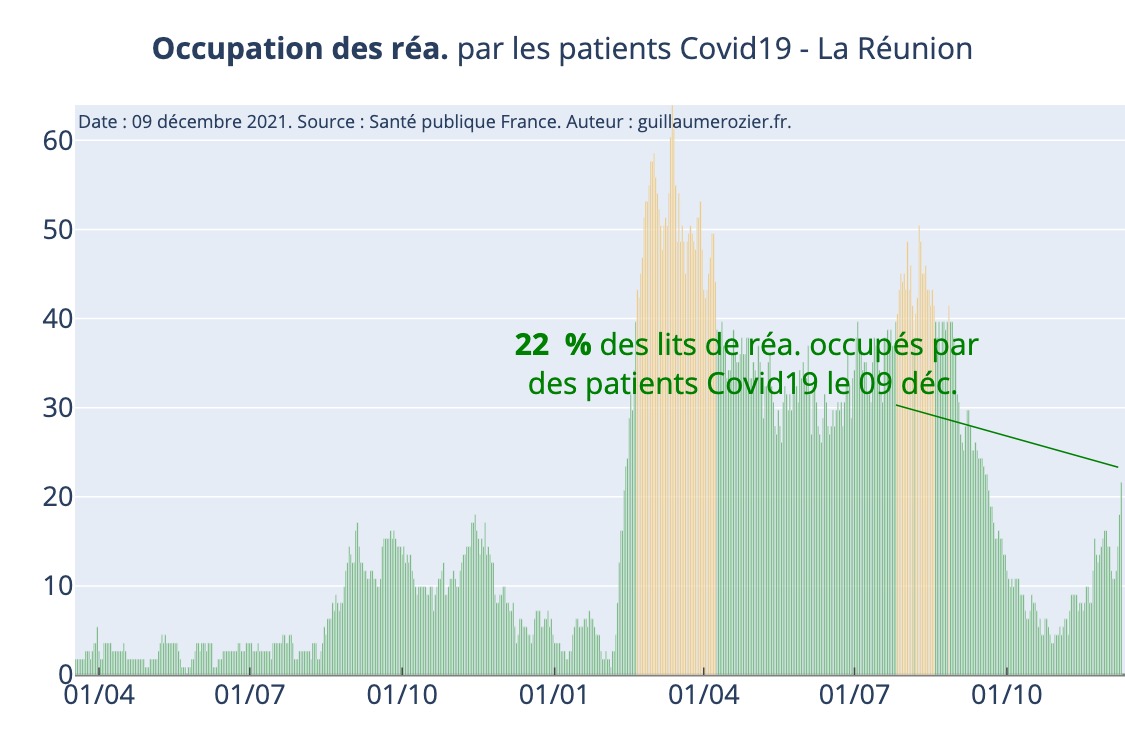 Occupation des réa. par les patients Covid19 - La Réunion
Date : 09 décembre 2021. Source : Santé publique France. Auteur : guillaumerozier.fr.
60
50
40
30
20
10
0
22 % des lits de réa. occupés par
des patients Covid19 le 09 déc.
01/04 01/07 01/10 01/01 01/04 01/07 01/10